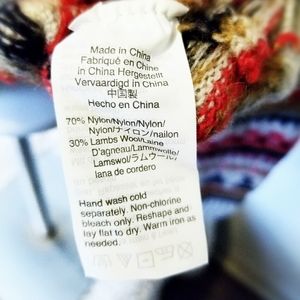 Made in China
Fabriqué en Chine
in China Hergestellt
Vervaardigd in China
中国製
Hecho en China
70% Nylon/Nylon/Nylon/
Nylon/ナイロン/nailon
30% Lambs Wool/Laine
D'agneau/Lammwolle/
Lamswol/ラムウール/
lana de cordero
Hand wash cold
separately. Non-chlorine
bleach only. Reshape and
lay flat to dry. Warm iron as
needed.